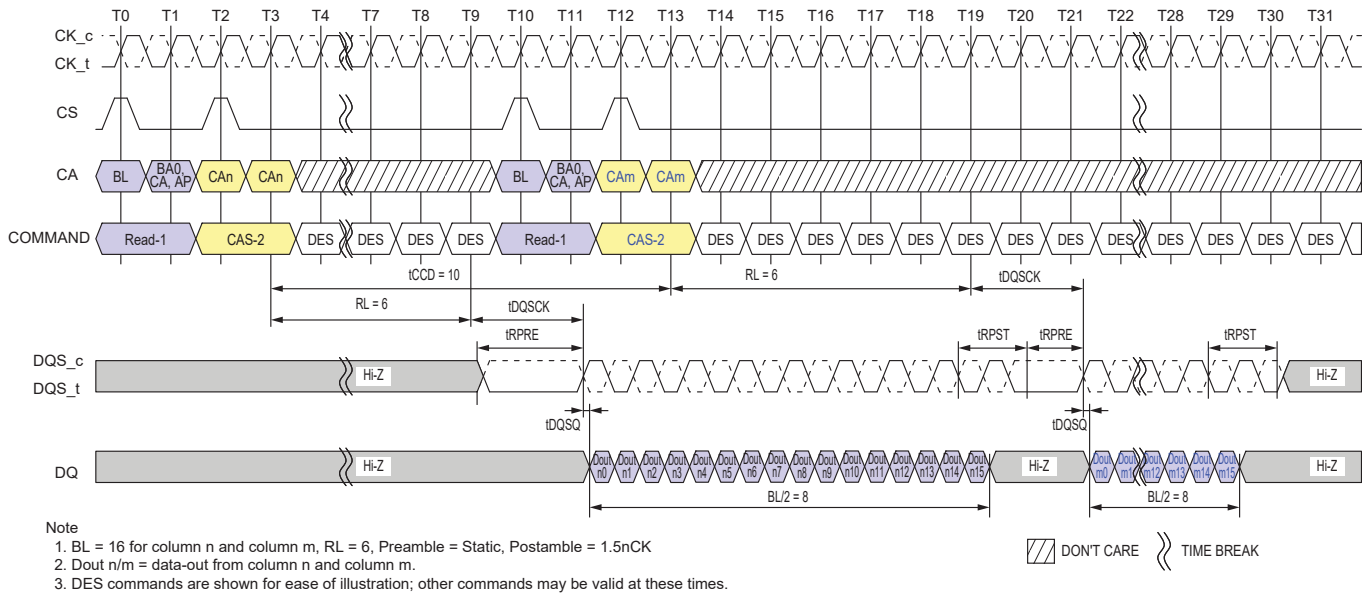 T0 T1 T2 T3 T4 T7 T8 T9 T10 T11 T12 T13 T14 T15 T16 T17 T18 T19 T20 T21 T22 T28 T29 T30 T31
CK_c
CK_t
CS
CA BL BA0, CA, AP CAn CAn BL BA0, CA, AP CAm CAm
COMMAND Read-1 CAS-2 DES DES DES DES Read-1 CAS-2 DES DES DES DES DES DES DES DES DES DES DES DES DES
tCCD = 10 RL = 6 tDQSCK
RL = 6 tDQSCK
tRPRE tRPST tRPRE tRPST
DQS_c
DQS_t
Hi-Z Hi-Z
tDQSQ tDQSQ
DQ Hi-Z Dout n0 Dout n1 Dout n2 Dout n3 Dout n4 Dout n5 Dout n6 Dout n7 Dout n8 Dout n9 Dout n10 Dout n11 Dout n12 Dout n13 Dout n14 Dout n15 Hi-Z Dout m0 Dout m12 Dout m13 Dout m14 Dout m15 Hi-Z
BL/2 = 8 BL/2 = 8
Note
1. BL = 16 for column n and column m, RL = 6, Preamble = Static, Postamble = 1.5nCK
2. Dout n/m = data-out from column n and column m.
3. DES commands are shown for ease of illustration; other commands may be valid at these times.
DON'T CARE TIME BREAK